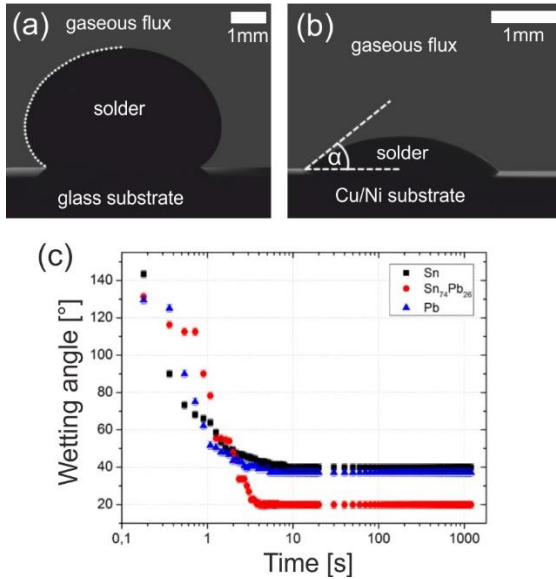 (a)
gaseous flux
1mm
solder
glass substrate
(b)
gaseous flux
1mm
α
solder
Cu/Ni substrate
(c)
Wetting angle [°]
140
120
100
80
60
40
20
Sn
Sn₇₄Pb₂₆
Pb
0,1 1 10 100 1000
Time [s]